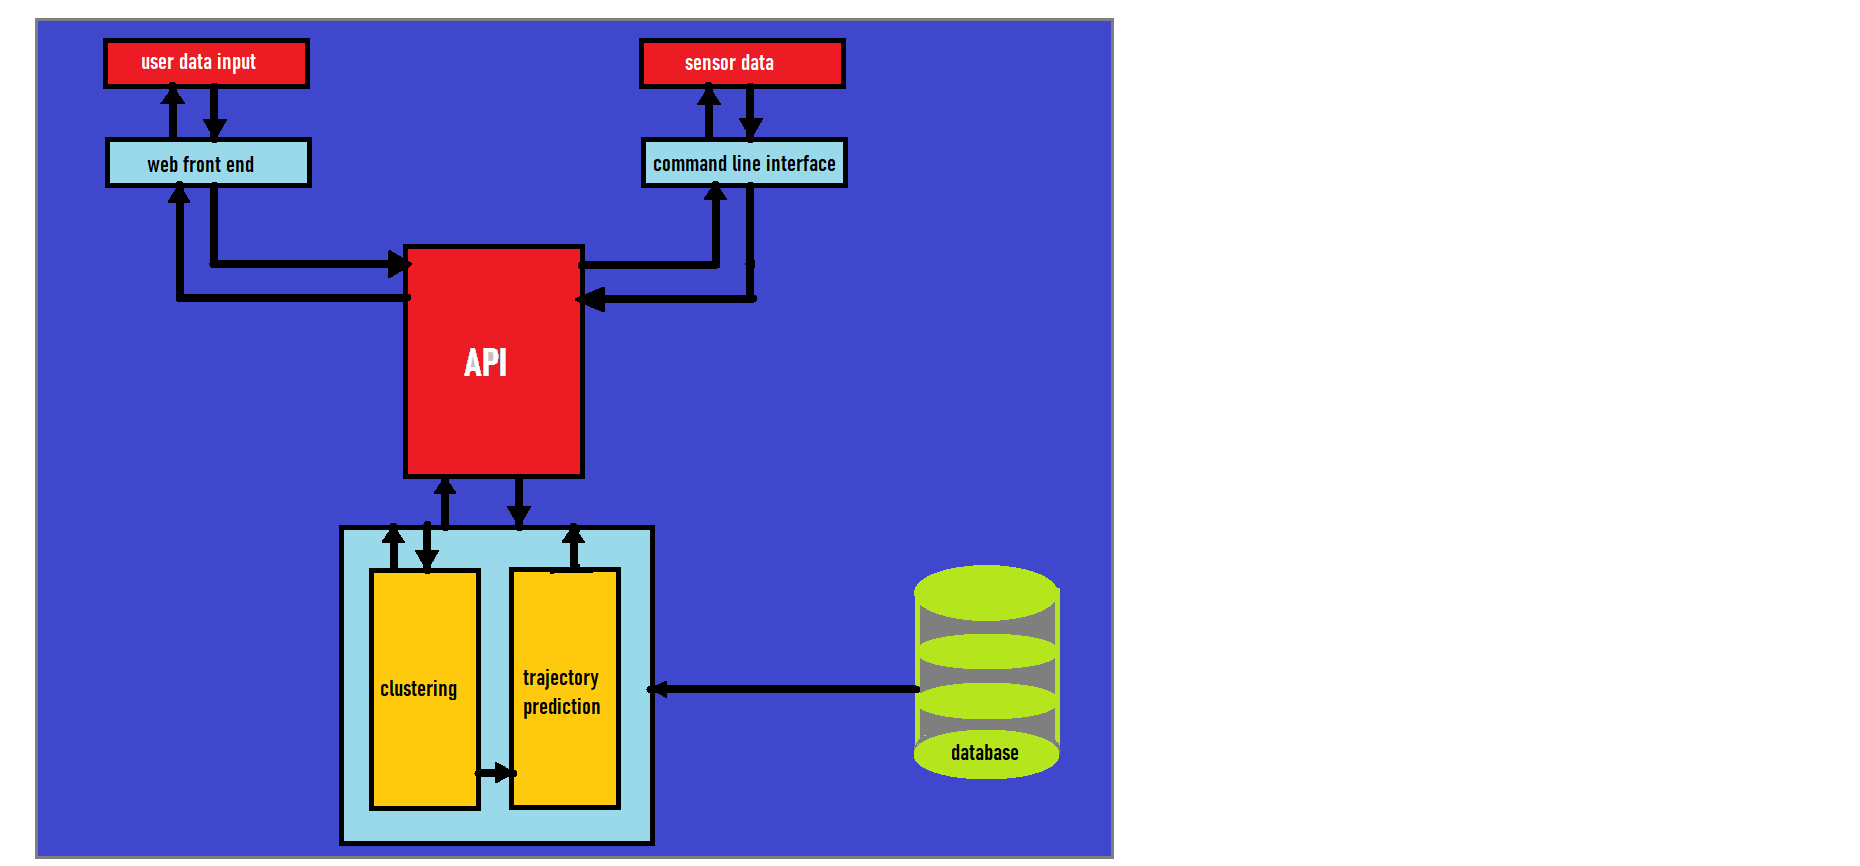 user data input
sensor data
web front end
command line interface
API
clustering
trajectory
prediction
database